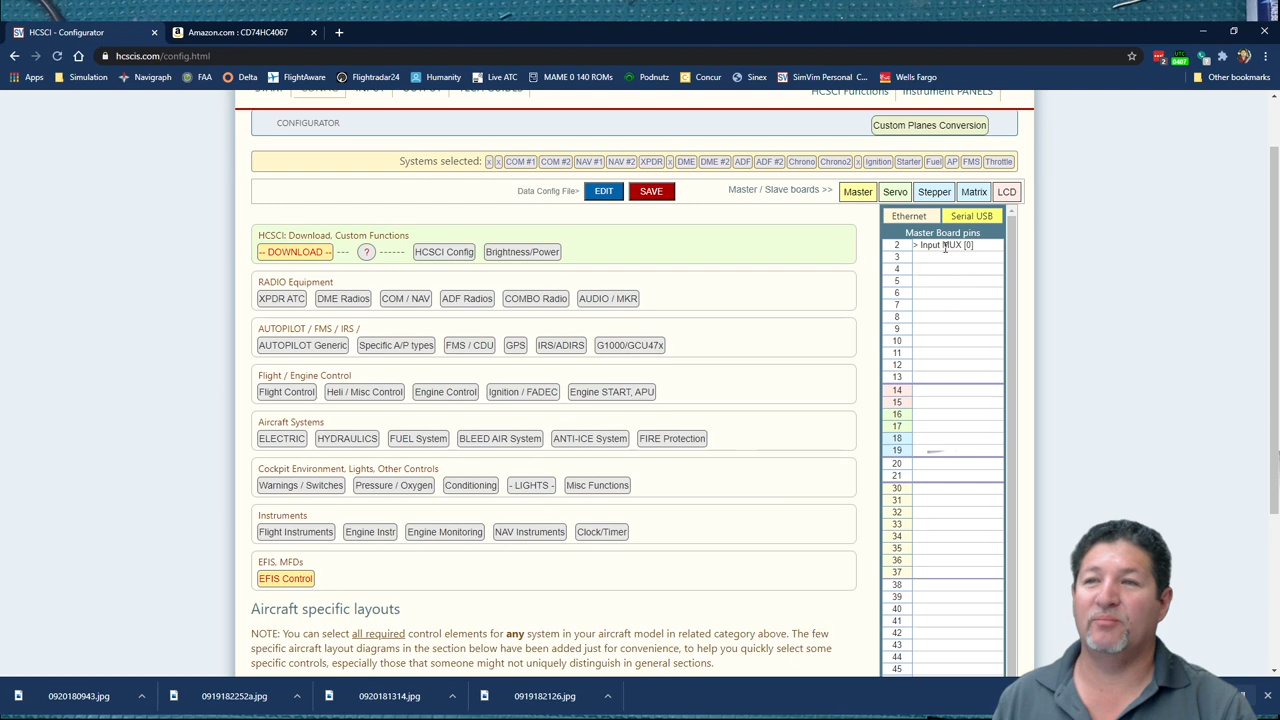 HCSCI - Configurator
Amazon.com : CD74HC4067
hcscis.com/config.html
2
UTC
0407
Apps Simulation Navigraph FAA Delta FlightAware Flightradar24 Humanity Live ATC MAME 0 140 ROMs Podnutz Concur Sinex SimVim Personal C... Wells Fargo Other bookmarks
HCSCI Functions Instrument PANELS
CONFIGURATOR
Custom Planes Conversion
Systems selected: x x COM #1 COM #2 NAV #1 NAV #2 XPDR x DME DME #2 ADF ADF #2 Chrono Chrono2 x Ignition Starter Fuel AP FMS Throttle
Data Config File> EDIT SAVE Master / Slave boards >> Master Servo Stepper Matrix LCD
Ethernet Serial USB
Master Board pins
2 > Input MUX [0]
3
4
5
6
7
8
9
10
11
12
13
14
15
16
17
18
19
20
21
30
31
32
33
34
35
36
37
38
39
40
41
42
43
44
45
HCSCI: Download, Custom Functions
-- DOWNLOAD -- --- ? ------ HCSCI Config Brightness/Power
RADIO Equipment
XPDR ATC DME Radios COM / NAV ADF Radios COMBO Radio AUDIO / MKR
AUTOPILOT / FMS / IRS /
AUTOPILOT Generic Specific A/P types FMS / CDU GPS IRS/ADIRS G1000/GCU47x
Flight / Engine Control
Flight Control Heli / Misc Control Engine Control Ignition / FADEC Engine START, APU
Aircraft Systems
ELECTRIC HYDRAULICS FUEL System BLEED AIR System ANTI-ICE System FIRE Protection
Cockpit Environment, Lights, Other Controls
Warnings / Switches Pressure / Oxygen Conditioning - LIGHTS - Misc Functions
Instruments
Flight Instruments Engine Instr Engine Monitoring NAV Instruments Clock/Timer
EFIS, MFDs
EFIS Control
Aircraft specific layouts
NOTE: You can select all required control elements for any system in your aircraft model in related category above. The few
specific aircraft layout diagrams in the section below have been added just for convenience, to help you quickly select some
specific controls, especially those that someone might not uniquely distinguish in general sections.
0920180943.jpg 0919182252a.jpg 0920181314.jpg 0919182126.jpg